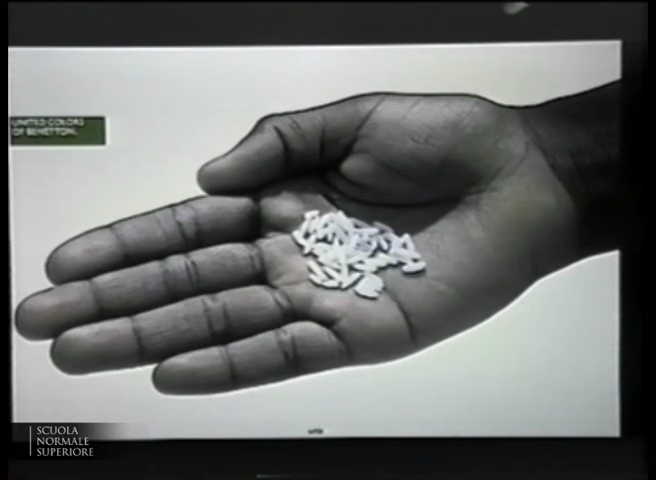 UNITED COLORS
OF BENETTON.
SCUOLA
NORMALE
SUPERIORE